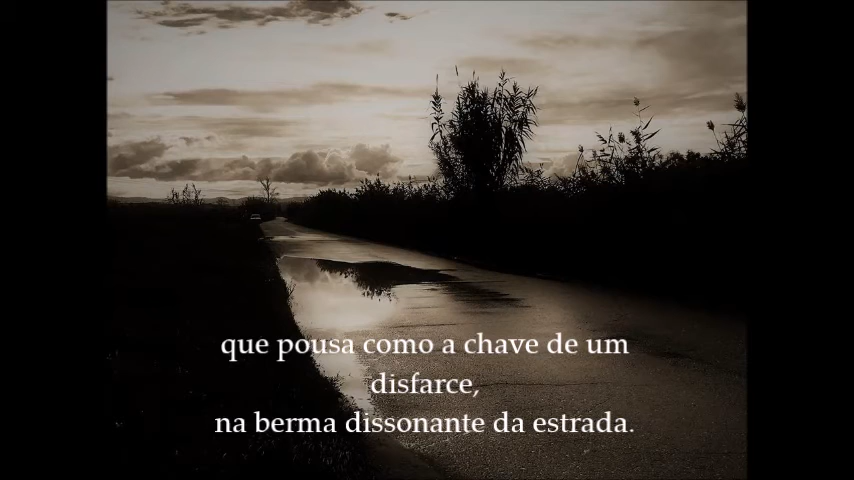 que pousa como a chave de um
disfarce,
na berma dissonante da estrada.